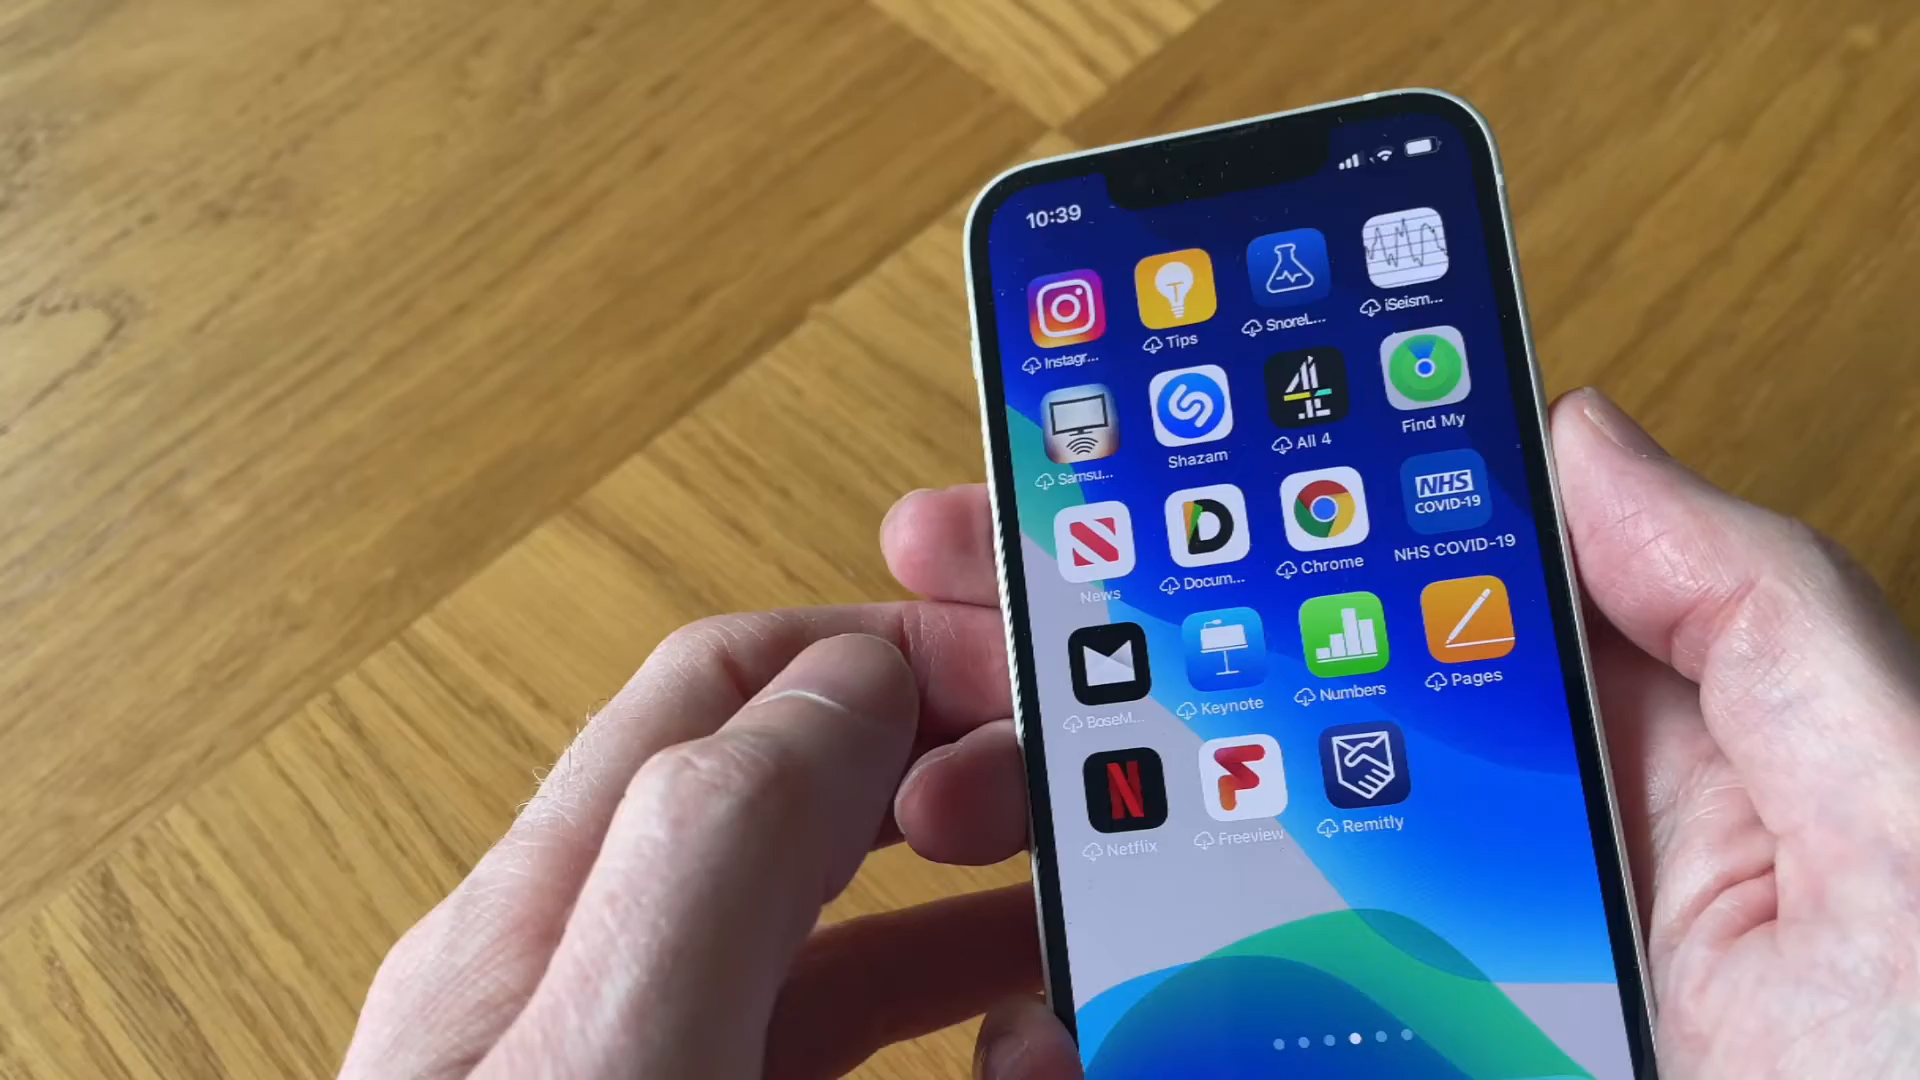 10:39
Instagr...
Tips
SnoreL...
iSeism...
Samsu...
Shazam
All 4
Find My
News
Docum...
Chrome
NHS
COVID-19
NHS COVID-19
BoseM...
Keynote
Numbers
Pages
Netflix
Freeview
Remitly